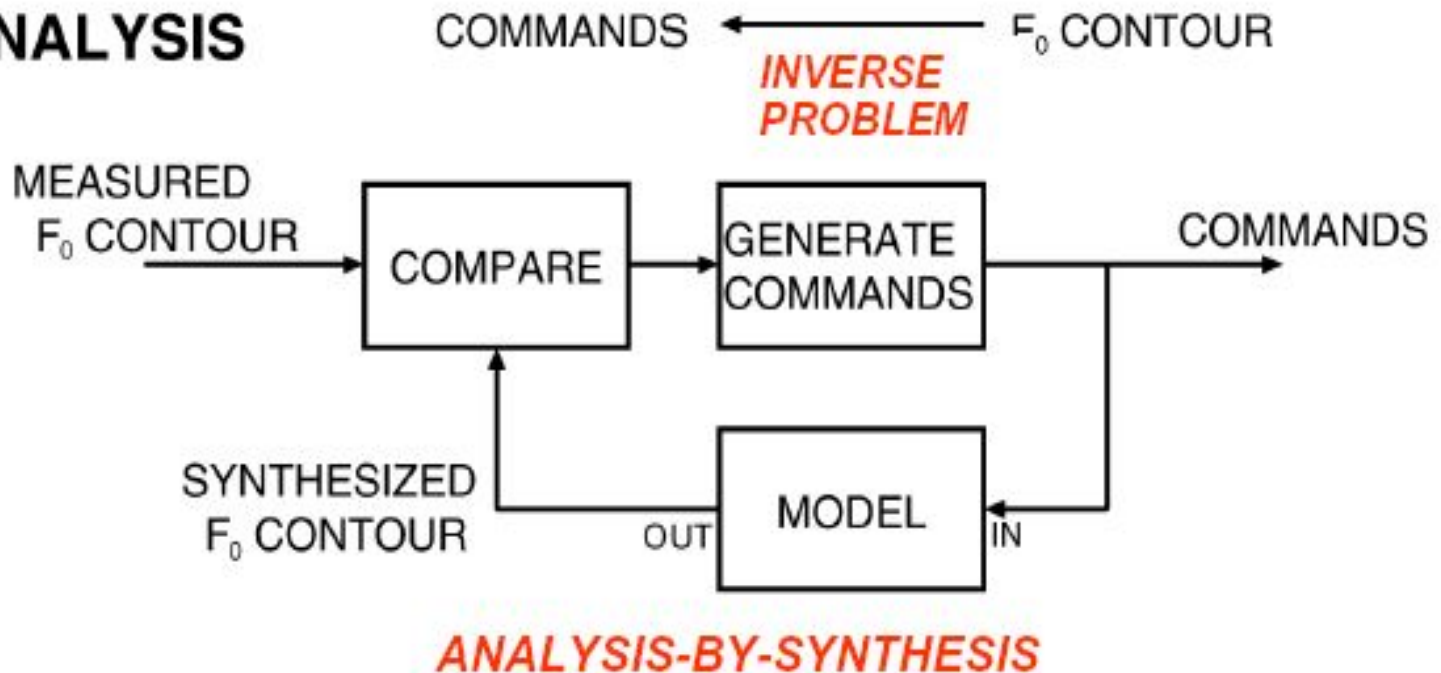 NALYSIS
COMMANDS
F₀ CONTOUR
INVERSE
PROBLEM
MEASURED
F₀ CONTOUR
COMPARE
GENERATE
COMMANDS
COMMANDS
SYNTHESIZED
F₀ CONTOUR
OUT
MODEL
IN
ANALYSIS-BY-SYNTHESIS